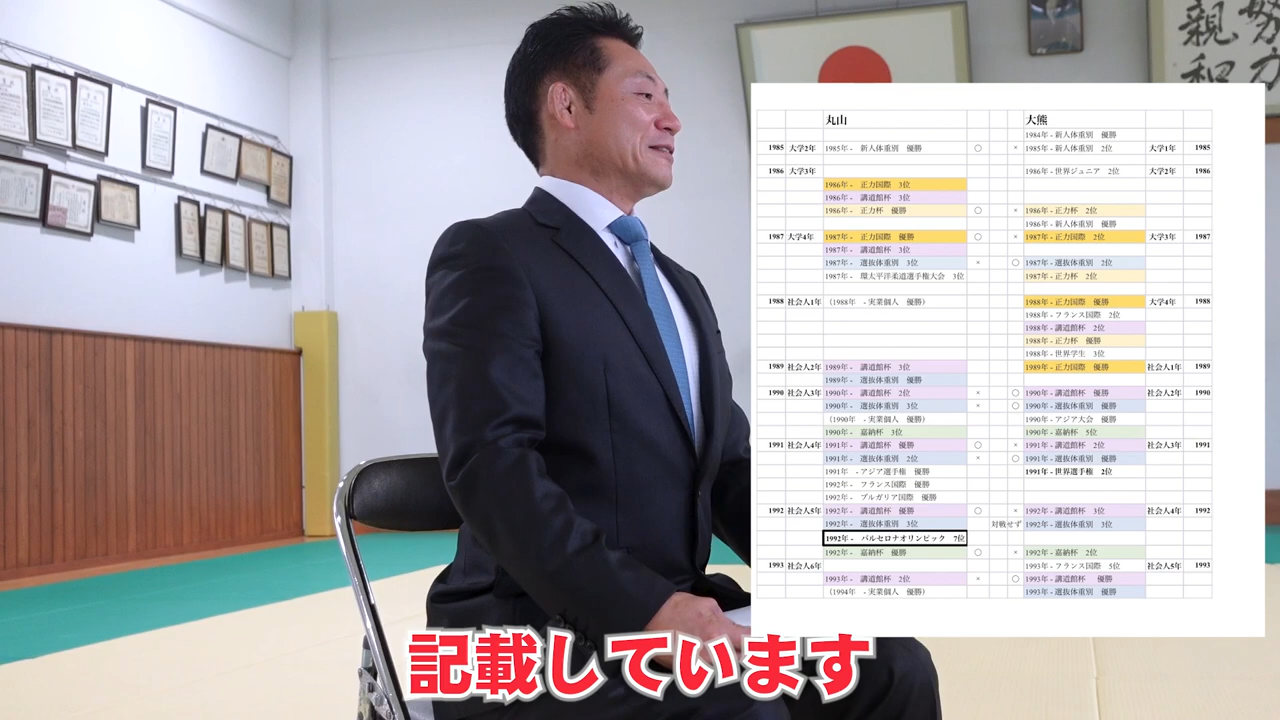 親 努
和 力
丸山 大熊
1984年 - 新人体重別 優勝
1985 大学2年 1985年 - 新人体重別 優勝 ○ × 1985年 - 新人体重別 2位 大学1年 1985
1986 大学3年 1986年 - 世界ジュニア 2位 大学2年 1986
1986年 - 正力国際 3位
1986年 - 講道館杯 3位
1986年 - 正力杯 優勝 ○ × 1986年 - 正力杯 2位
1986年 - 新人体重別 優勝
1987 大学4年 1987年 - 正力国際 優勝 ○ × 1987年 - 正力国際 2位 大学3年 1987
1987年 - 講道館杯 3位
1987年 - 選抜体重別 3位 × ○ 1987年 - 選抜体重別 2位
1987年 - 環太平洋柔道選手権大会 3位 1987年 - 正力杯 2位
1988 社会人1年 （1988年 - 実業個人 優勝） 1988年 - 正力国際 優勝 大学4年 1988
1988年 - フランス国際 2位
1988年 - 講道館杯 2位
1988年 - 正力杯 優勝
1988年 - 世界学生 3位
1989 社会人2年 1989年 - 講道館杯 3位 1989年 - 正力国際 優勝 社会人1年 1989
1989年 - 選抜体重別 優勝
1990 社会人3年 1990年 - 講道館杯 2位 × ○ 1990年 - 講道館杯 優勝 社会人2年 1990
1990年 - 選抜体重別 3位 × ○ 1990年 - 選抜体重別 優勝
（1990年 - 実業個人 優勝） 1990年 - アジア大会 優勝
1990年 - 嘉納杯 3位 1990年 - 嘉納杯 5位
1991 社会人4年 1991年 - 講道館杯 優勝 ○ × 1991年 - 講道館杯 2位 社会人3年 1991
1991年 - 選抜体重別 2位 × ○ 1991年 - 選抜体重別 優勝
1991年 - アジア選手権 優勝 1991年 - 世界選手権 2位
1992年 - フランス国際 優勝
1992年 - ブルガリア国際 優勝
1992 社会人5年 1992年 - 講道館杯 優勝 ○ × 1992年 - 講道館杯 3位 社会人4年 1992
1992年 - 選抜体重別 3位 対戦せず 1992年 - 選抜体重別 3位
1992年 - バルセロナオリンピック 7位
1992年 - 嘉納杯 優勝 ○ × 1992年 - 嘉納杯 2位
1993 社会人6年 1993年 - フランス国際 5位 社会人5年 1993
1993年 - 講道館杯 2位 × ○ 1993年 - 講道館杯 優勝
（1994年 - 実業個人 優勝） 1993年 - 選抜体重別 優勝
記載しています